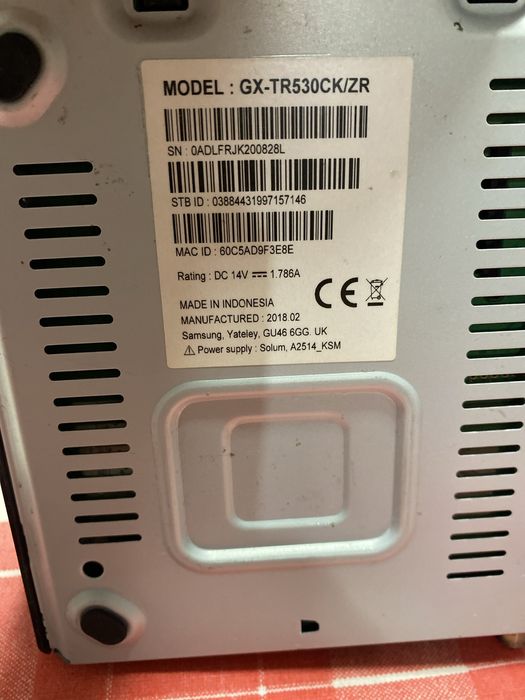 MODEL : GX-TR530CK/ZR
SN : 0ADLFRJK200828L
STB ID : 03884431997157146
MAC ID : 60C5AD9F3E8E
Rating : DC 14V ⎓ 1.786A
MADE IN INDONESIA
MANUFACTURED : 2018.02
CE
Samsung, Yateley, GU46 6GG. UK
⚠ Power supply : Solum, A2514_KSM